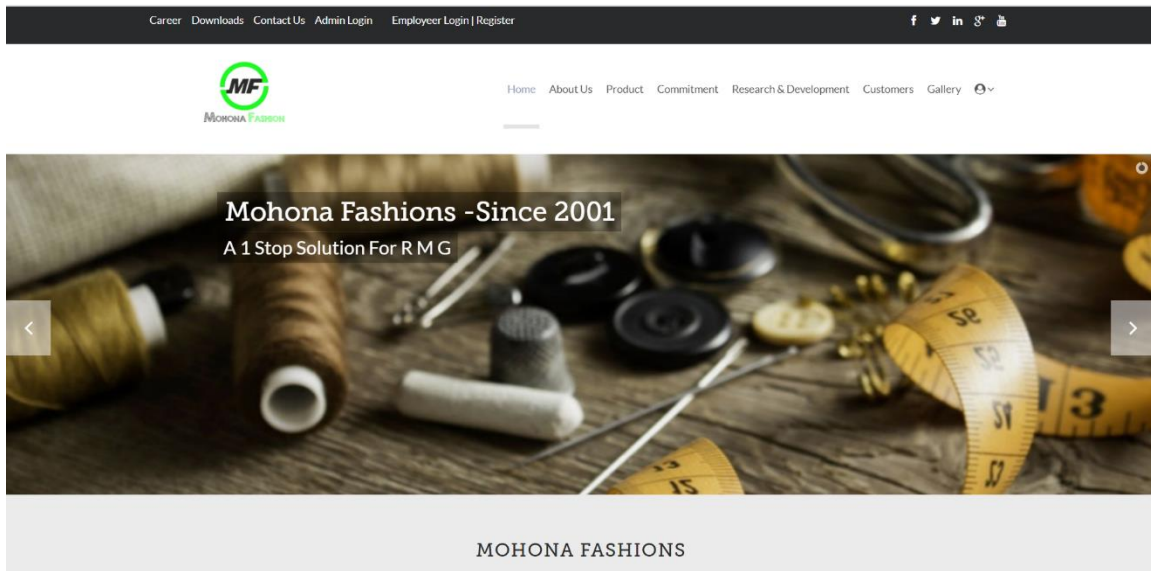 Career Downloads Contact Us Admin Login Employeer Login | Register
MF
MOHONA FASHION
Home About Us Product Commitment Research & Development Customers Gallery
Mohona Fashions -Since 2001
A 1 Stop Solution For R M G
MOHONA FASHIONS